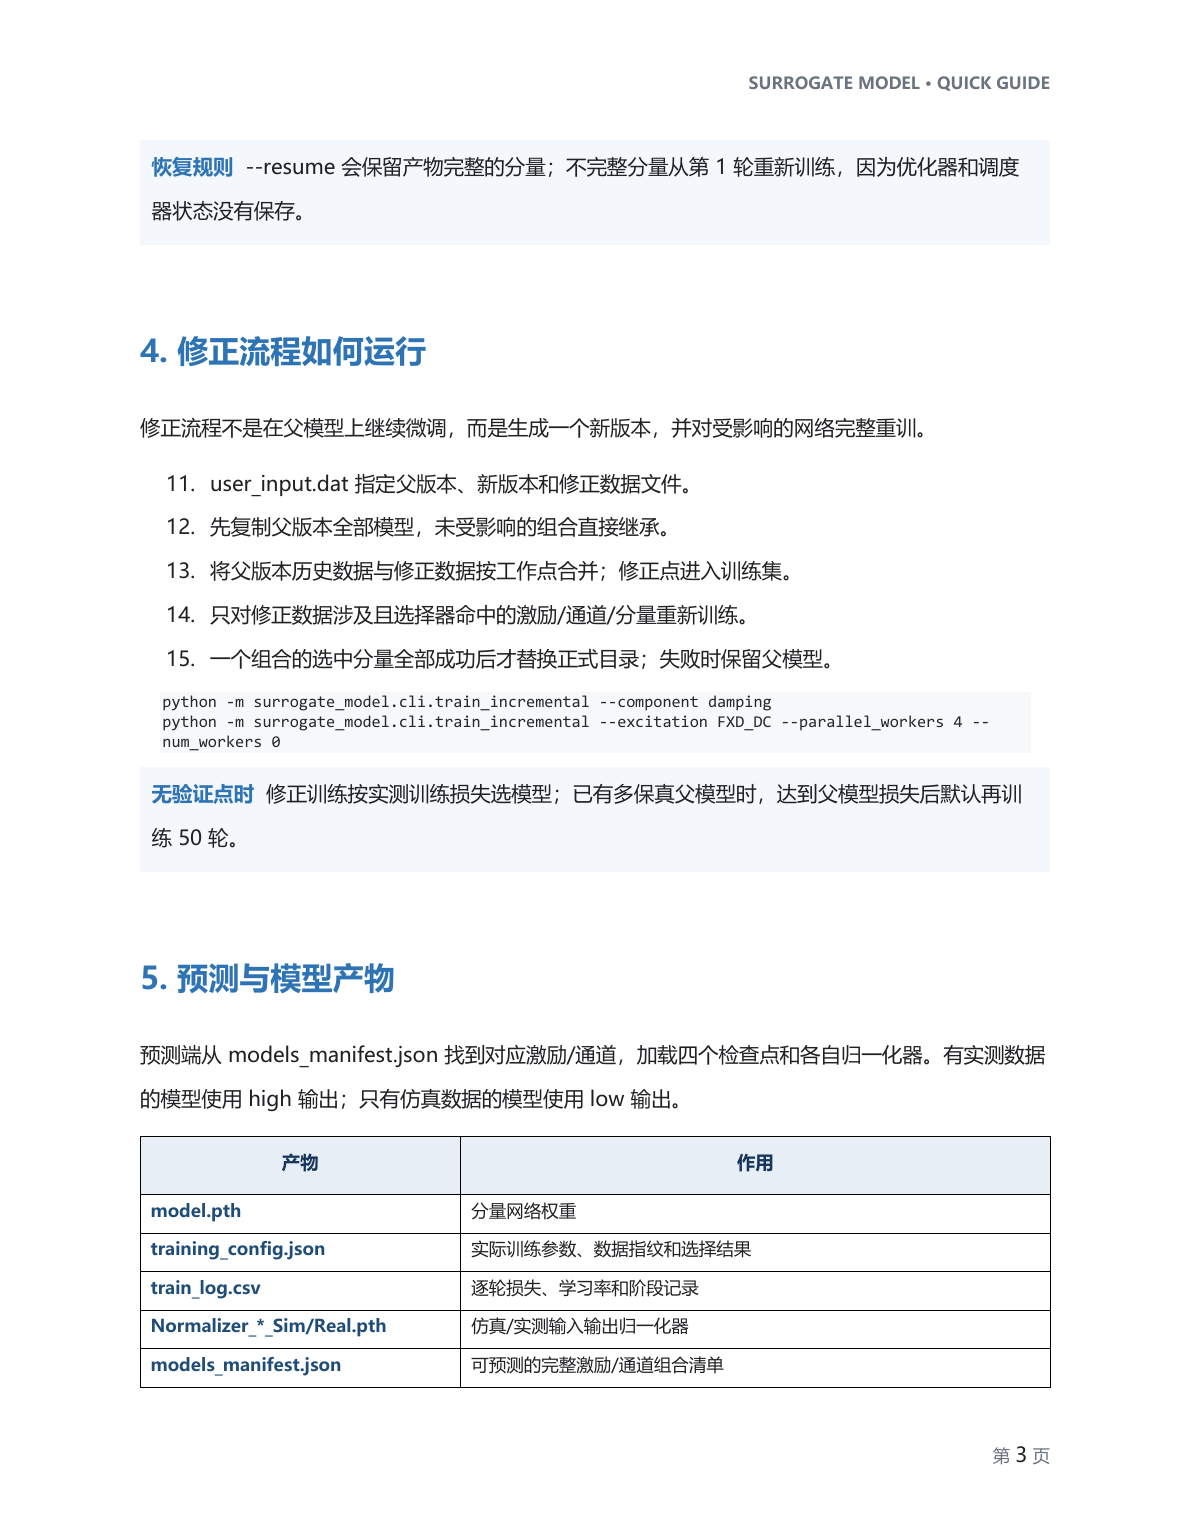 SURROGATE MODEL • QUICK GUIDE
恢复规则 --resume 会保留产物完整的分量；不完整分量从第 1 轮重新训练，因为优化器和调度
器状态没有保存。
4. 修正流程如何运行
修正流程不是在父模型上继续微调，而是生成一个新版本，并对受影响的网络完整重训。
11. user_input.dat 指定父版本、新版本和修正数据文件。
12. 先复制父版本全部模型，未受影响的组合直接继承。
13. 将父版本历史数据与修正数据按工作点合并；修正点进入训练集。
14. 只对修正数据涉及且选择器命中的激励/通道/分量重新训练。
15. 一个组合的选中分量全部成功后才替换正式目录；失败时保留父模型。
python -m surrogate_model.cli.train_incremental --component damping
python -m surrogate_model.cli.train_incremental --excitation FXD_DC --parallel_workers 4 --
num_workers 0
无验证点时 修正训练按实测训练损失选模型；已有多保真父模型时，达到父模型损失后默认再训
练 50 轮。
5. 预测与模型产物
预测端从 models_manifest.json 找到对应激励/通道，加载四个检查点和各自归一化器。有实测数据
的模型使用 high 输出；只有仿真数据的模型使用 low 输出。
产物 作用
model.pth 分量网络权重
training_config.json 实际训练参数、数据指纹和选择结果
train_log.csv 逐轮损失、学习率和阶段记录
Normalizer_*_Sim/Real.pth 仿真/实测输入输出归一化器
models_manifest.json 可预测的完整激励/通道组合清单
第 3 页